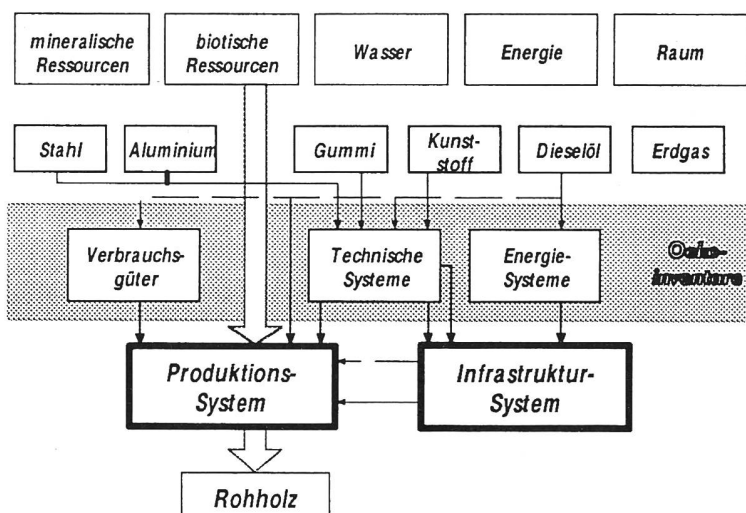 mineralische
Ressourcen
biotische
Ressourcen
Wasser
Energie
Raum
Stahl
Aluminium
Gummi
Kunst-
stoff
Dieselöl
Erdgas
Verbrauchs-
güter
Technische
Systeme
Energie-
Systeme
inventare
Produktions-
System
Infrastruktur-
System
Rohholz